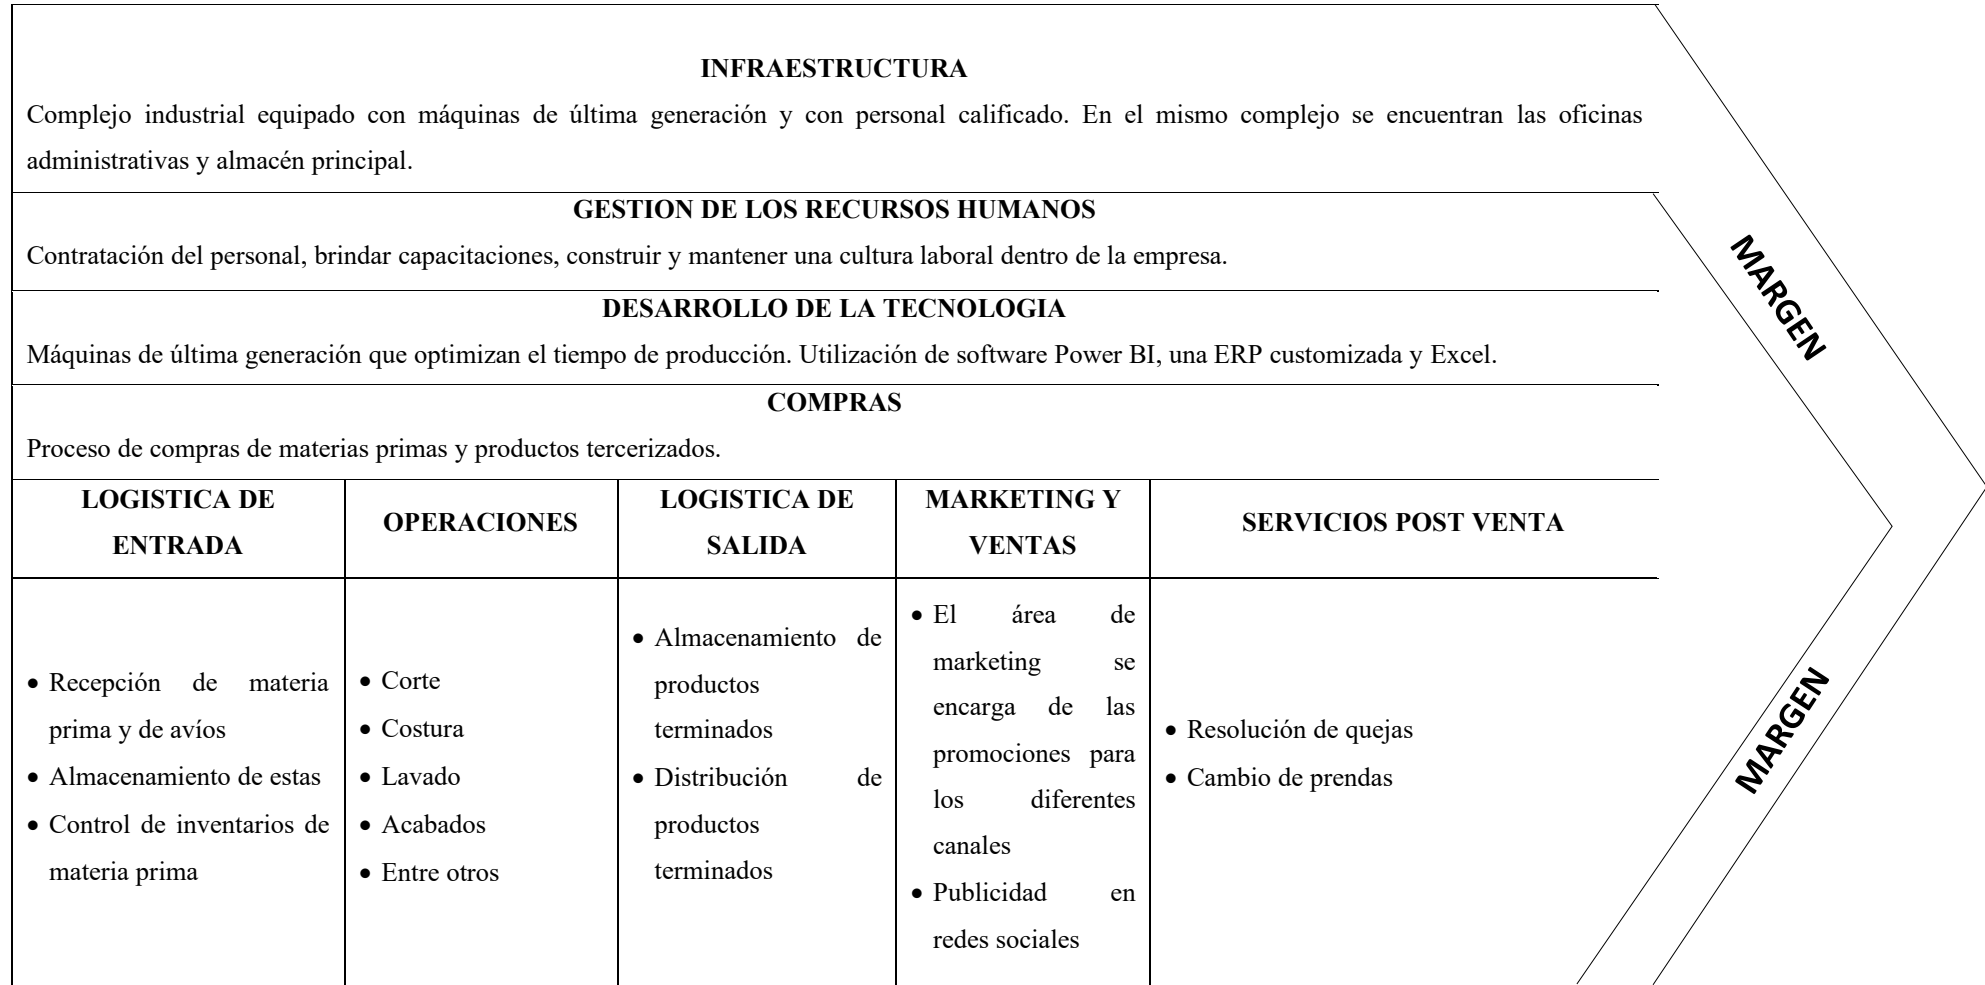 INFRAESTRUCTURA
Complejo industrial equipado con máquinas de última generación y con personal calificado. En el mismo complejo se encuentran las oficinas
administrativas y almacén principal.
GESTION DE LOS RECURSOS HUMANOS
Contratación del personal, brindar capacitaciones, construir y mantener una cultura laboral dentro de la empresa.
DESARROLLO DE LA TECNOLOGIA
Máquinas de última generación que optimizan el tiempo de producción. Utilización de software Power BI, una ERP customizada y Excel.
COMPRAS
Proceso de compras de materias primas y productos tercerizados.
LOGISTICA DE
ENTRADA
OPERACIONES
LOGISTICA DE
SALIDA
MARKETING Y
VENTAS
SERVICIOS POST VENTA
• Recepción de materia
prima y de avíos
• Almacenamiento de estas
• Control de inventarios de
materia prima
• Corte
• Costura
• Lavado
• Acabados
• Entre otros
• Almacenamiento de
productos
terminados
• Distribución de
productos
terminados
• El área de
marketing se
encarga de las
promociones para
los diferentes
canales
• Publicidad en
redes sociales
• Resolución de quejas
• Cambio de prendas
MARGEN
MARGEN